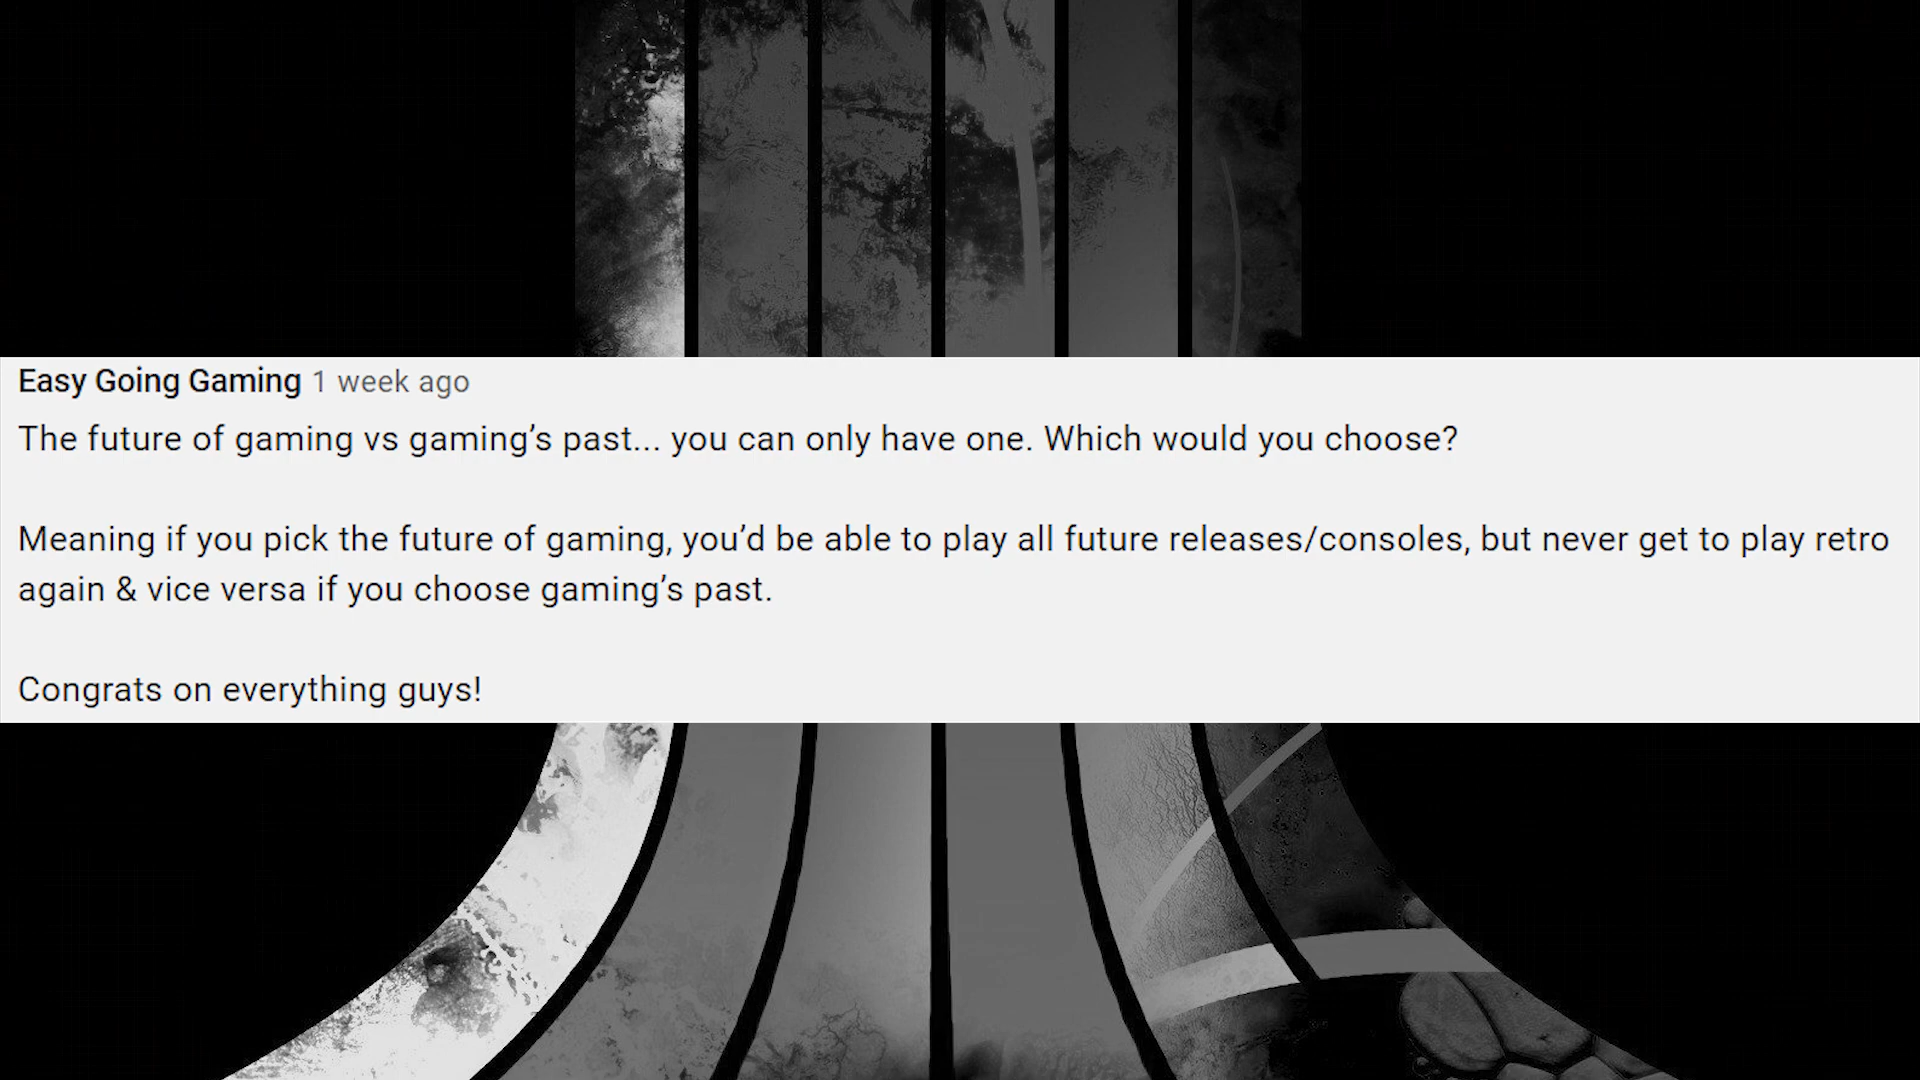 Easy Going Gaming 1 week ago
The future of gaming vs gaming’s past... you can only have one. Which would you choose?
Meaning if you pick the future of gaming, you’d be able to play all future releases/consoles, but never get to play retro
again & vice versa if you choose gaming’s past.
Congrats on everything guys!